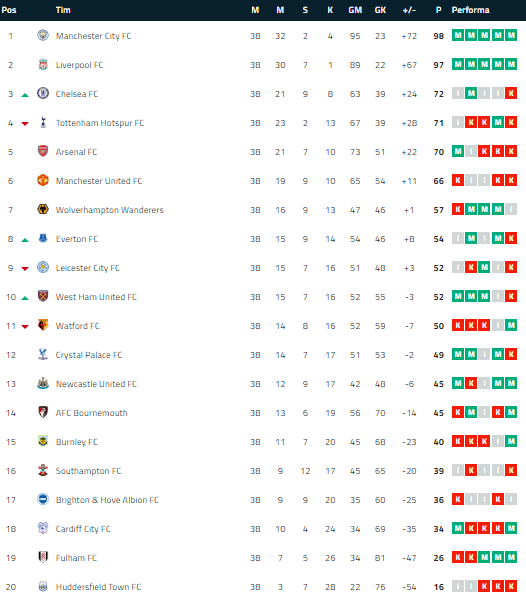 Pos Tim M M S K GM GK +/- P Performa
1 Manchester City FC 38 32 2 4 95 23 +72 98 M M M M M
2 Liverpool FC 38 30 7 1 89 22 +67 97 M M M M M
3 Chelsea FC 38 21 9 8 63 39 +24 72 I M I I K
4 Tottenham Hotspur FC 38 23 2 13 67 39 +28 71 I K K M K
5 Arsenal FC 38 21 7 10 73 51 +22 70 M I K K K
6 Manchester United FC 38 19 9 10 65 54 +11 66 K I I K K
7 Wolverhampton Wanderers 38 16 9 13 47 46 +1 57 K M M M I
8 Everton FC 38 15 9 14 54 46 +8 54 I M I M K
9 Leicester City FC 38 15 7 16 51 48 +3 52 I K M I K
10 West Ham United FC 38 15 7 16 52 55 -3 52 M M M I K
11 Watford FC 38 14 8 16 52 59 -7 50 K K K I M
12 Crystal Palace FC 38 14 7 17 51 53 -2 49 M M I M K
13 Newcastle United FC 38 12 9 17 42 48 -6 45 M K I M M
14 AFC Bournemouth 38 13 6 19 56 70 -14 45 K M I K M
15 Burnley FC 38 11 7 20 45 68 -23 40 K K K I M
16 Southampton FC 38 9 12 17 45 65 -20 39 I K I I K
17 Brighton & Hove Albion FC 38 9 9 20 35 60 -25 36 K I I K I
18 Cardiff City FC 38 10 4 24 34 69 -35 34 M K K K M
19 Fulham FC 38 7 5 26 34 81 -47 26 K K M M M
20 Huddersfield Town FC 38 3 7 28 22 76 -54 16 I I K K K